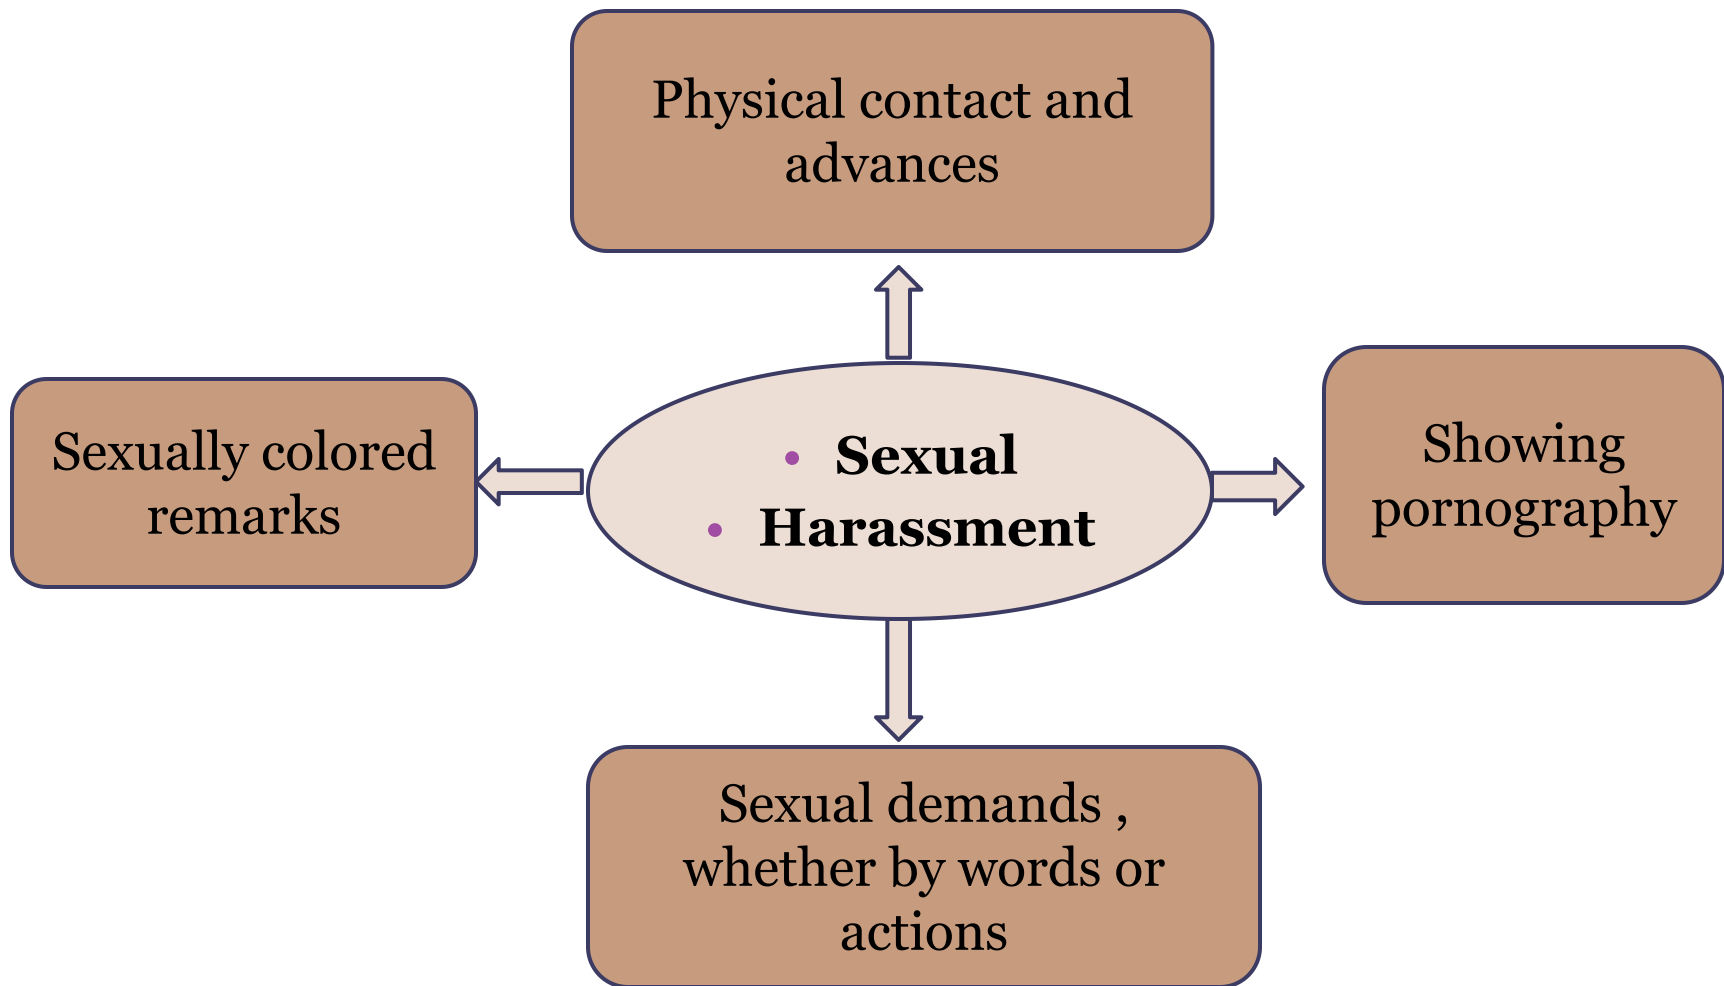 Physical contact and
advances
Sexually colored
remarks
• Sexual
• Harassment
Showing
pornography
Sexual demands ,
whether by words or
actions